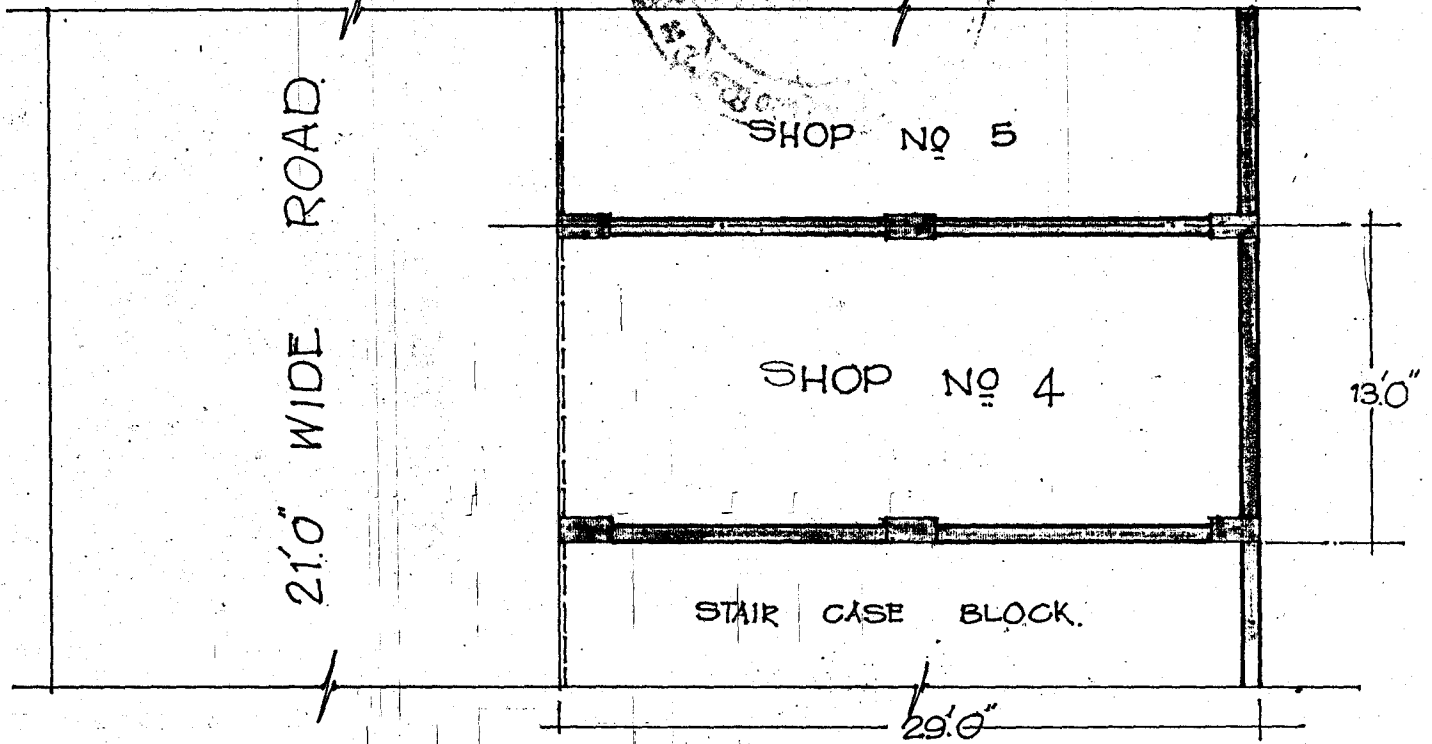 21'0" WIDE ROAD.
SHOP No 5
SHOP No 4
13'0"
STAIR CASE BLOCK.
29'0"